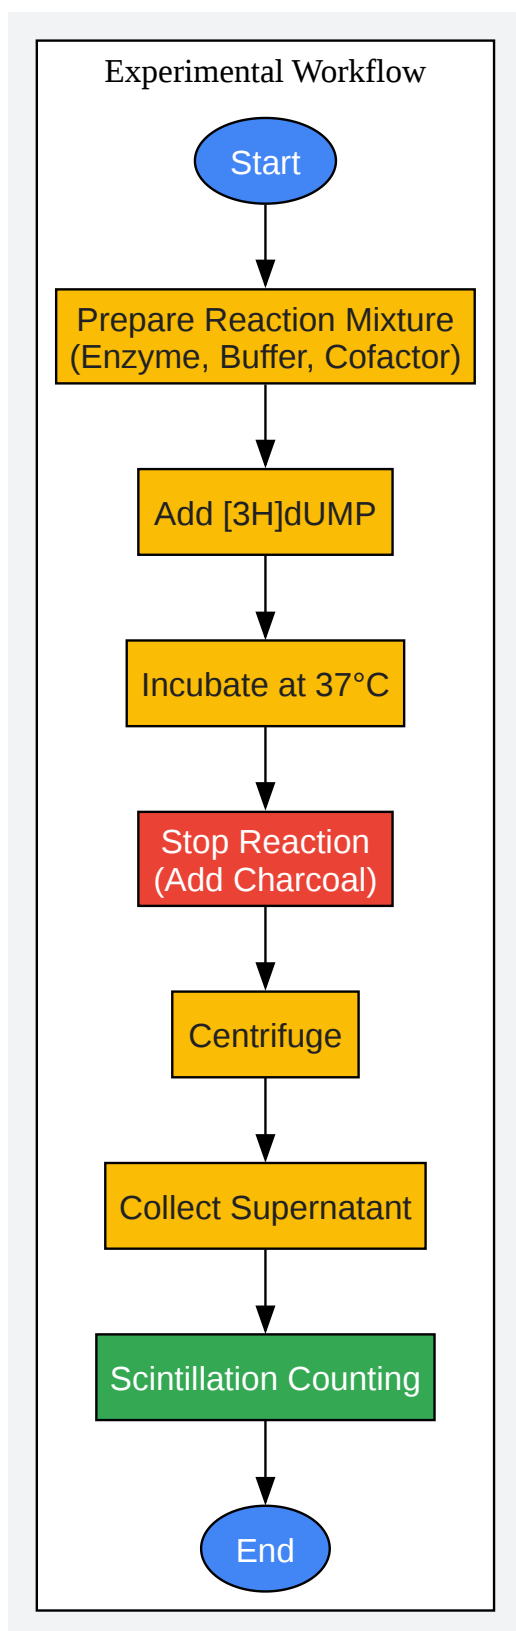 Experimental Workflow
Start
Prepare Reaction Mixture
(Enzyme, Buffer, Cofactor)
Add [3H]dUMP
Incubate at 37°C
Stop Reaction
(Add Charcoal)
Centrifuge
Collect Supernatant
Scintillation Counting
End